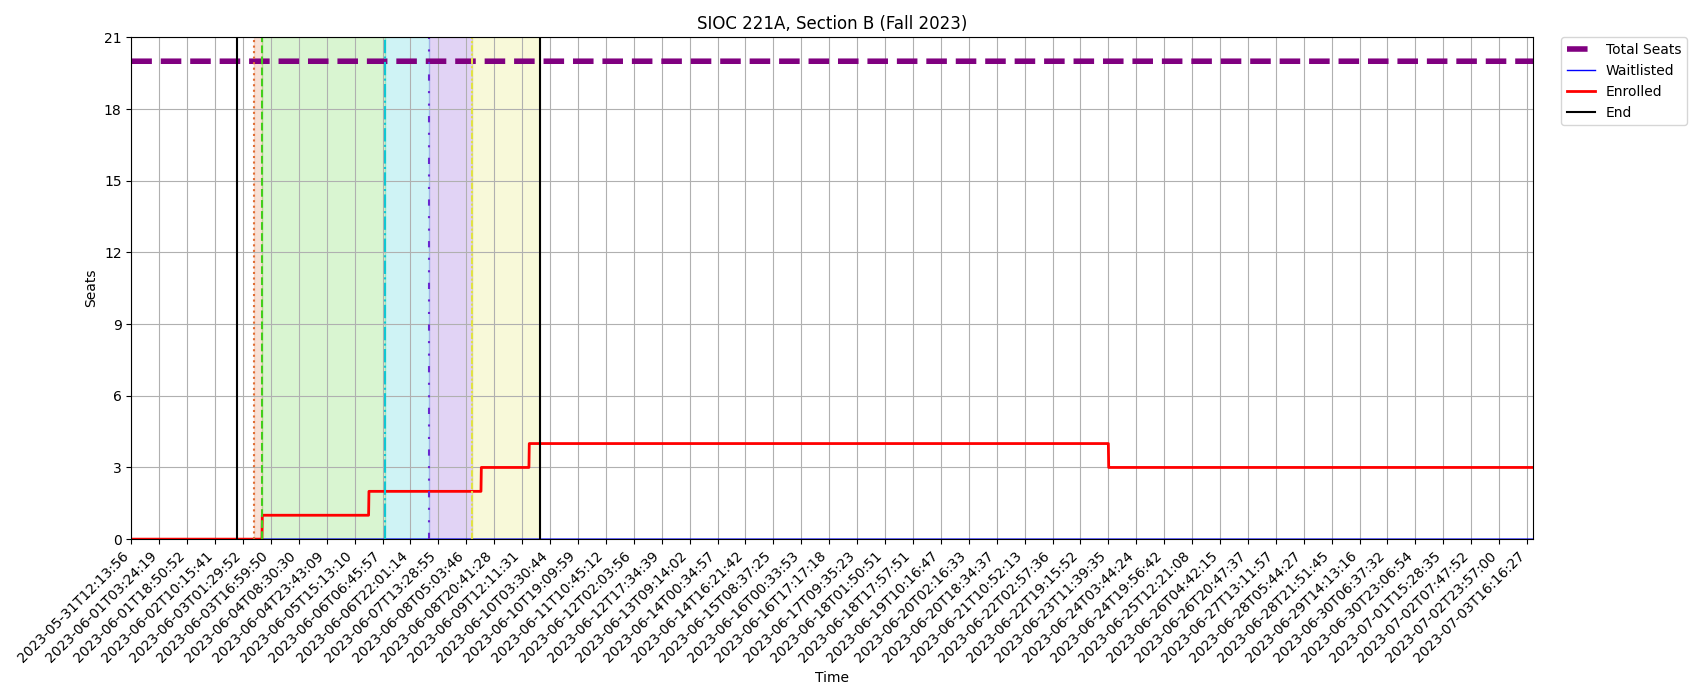 SIOC 221A, Section B (Fall 2023)
Total Seats
Waitlisted
Enrolled
End
Seats
21
18
15
12
9
6
3
0
2023-05-31T12:13:56
2023-06-01T03:24:19
2023-06-01T18:50:52
2023-06-02T10:15:41
2023-06-03T01:29:52
2023-06-03T16:59:50
2023-06-04T08:30:30
2023-06-04T23:43:09
2023-06-05T15:13:10
2023-06-06T06:45:57
2023-06-06T22:01:14
2023-06-07T13:28:55
2023-06-08T05:03:46
2023-06-08T20:41:28
2023-06-09T12:11:31
2023-06-10T03:30:44
2023-06-10T19:09:59
2023-06-11T10:45:12
2023-06-12T02:03:56
2023-06-12T17:34:39
2023-06-13T09:14:02
2023-06-14T00:34:57
2023-06-14T16:21:42
2023-06-15T08:37:25
2023-06-16T00:33:53
2023-06-16T17:17:18
2023-06-17T09:35:23
2023-06-18T01:50:51
2023-06-18T17:57:51
2023-06-19T10:16:47
2023-06-20T02:16:33
2023-06-20T18:34:37
2023-06-21T10:52:13
2023-06-22T02:57:36
2023-06-22T19:15:52
2023-06-23T11:39:35
2023-06-24T03:44:24
2023-06-24T19:56:42
2023-06-25T12:21:08
2023-06-26T04:42:15
2023-06-26T20:47:37
2023-06-27T13:11:57
2023-06-28T05:44:27
2023-06-28T21:51:45
2023-06-29T14:13:16
2023-06-30T06:37:32
2023-06-30T23:06:54
2023-07-01T15:28:35
2023-07-02T07:47:52
2023-07-02T23:57:00
2023-07-03T16:16:27
Time